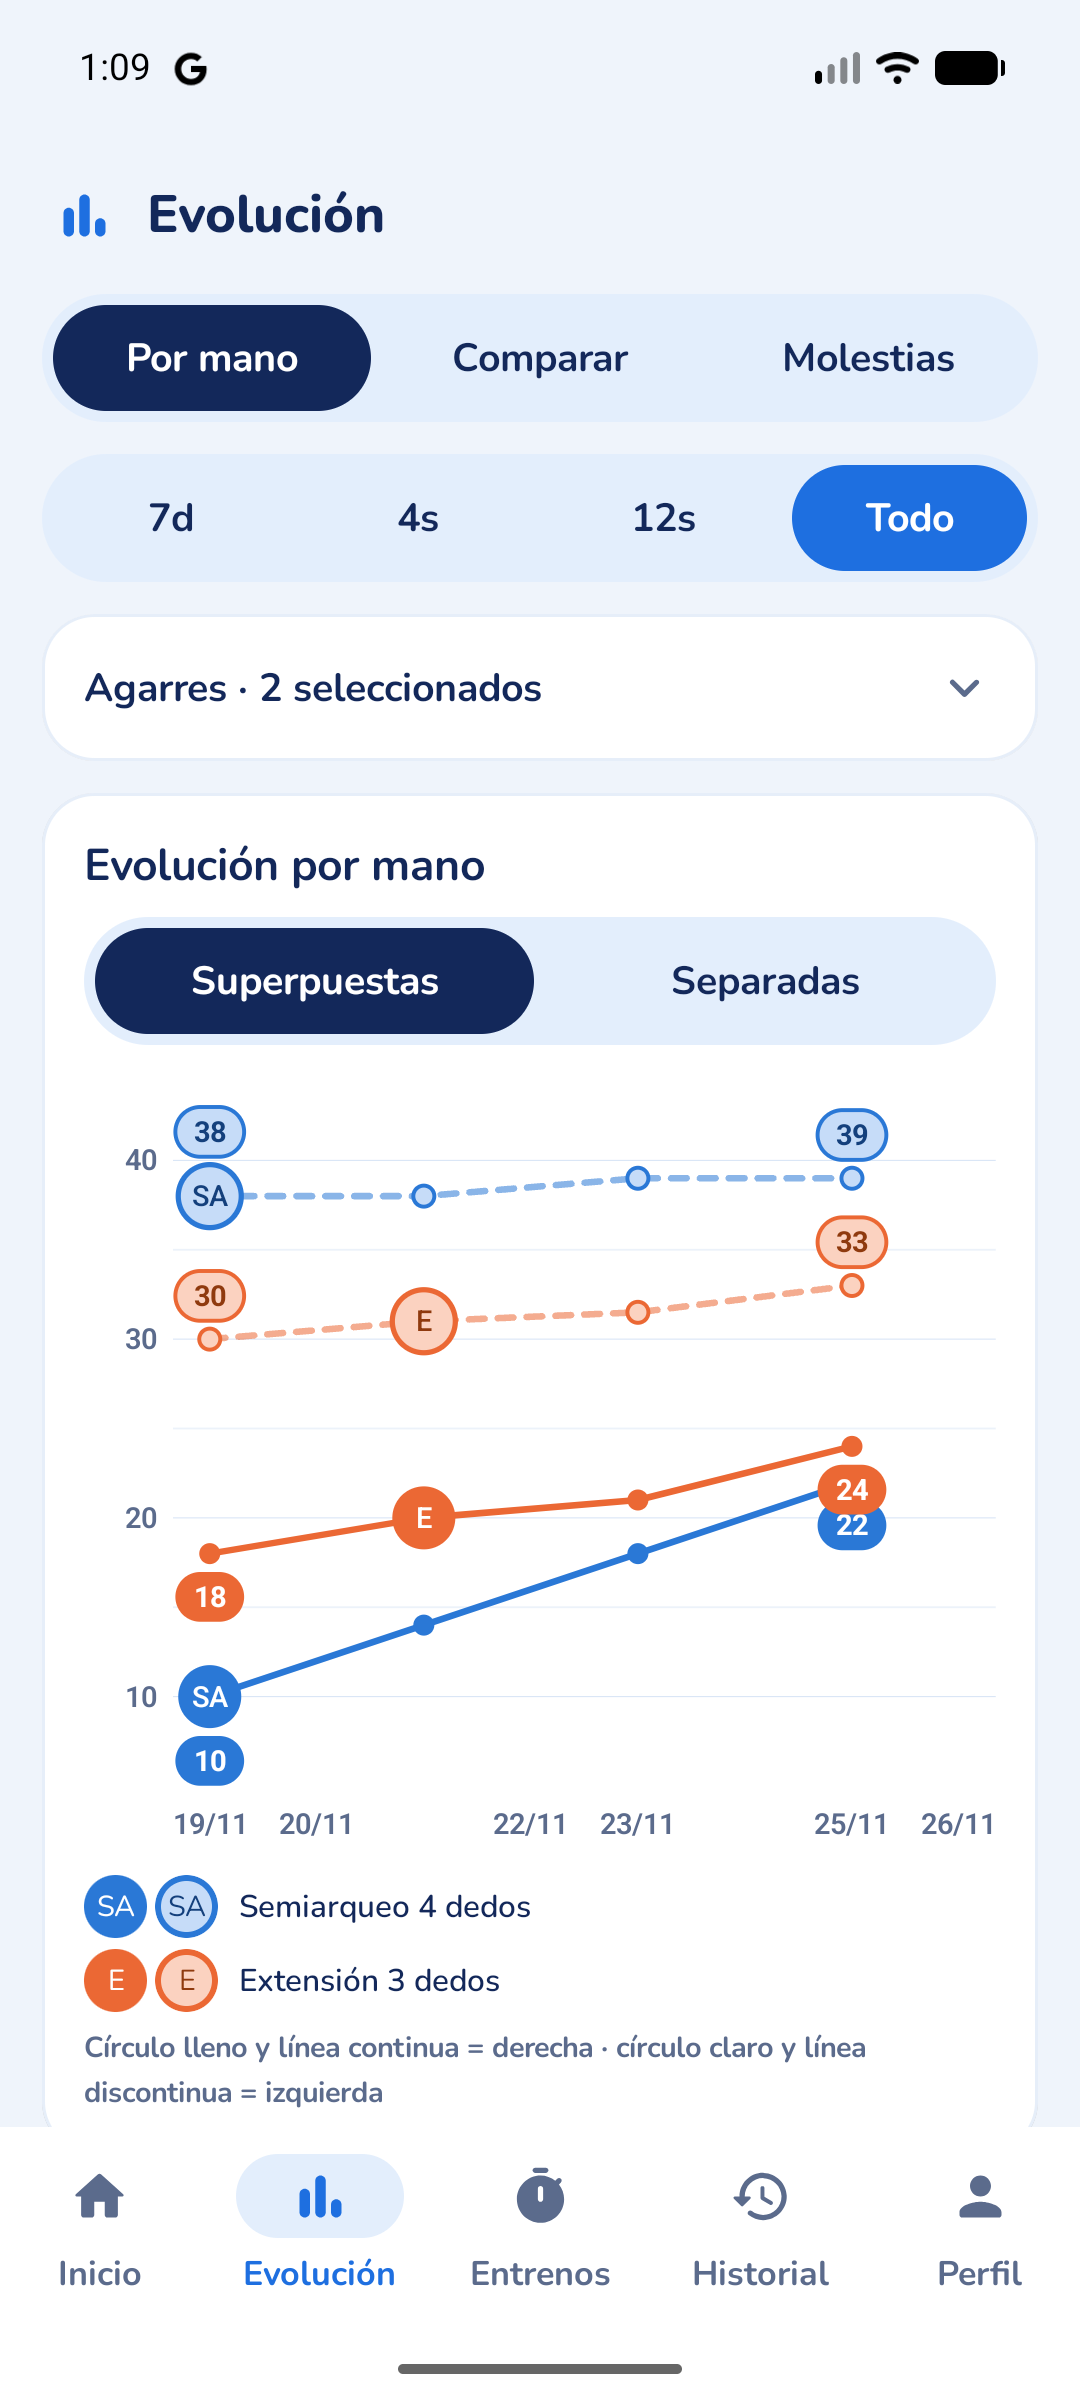 1:09 G
Evolución
Por mano Comparar Molestias
7d 4s 12s Todo
Agarres · 2 seleccionados
Evolución por mano
Superpuestas Separadas
38 39
40
SA
33
30
E
30
24
20 E
22
18
10 SA
10
19/11 20/11 22/11 23/11 25/11 26/11
SA SA Semiarqueo 4 dedos
E E Extensión 3 dedos
Círculo lleno y línea continua = derecha · círculo claro y línea
discontinua = izquierda
Inicio Evolución Entrenos Historial Perfil